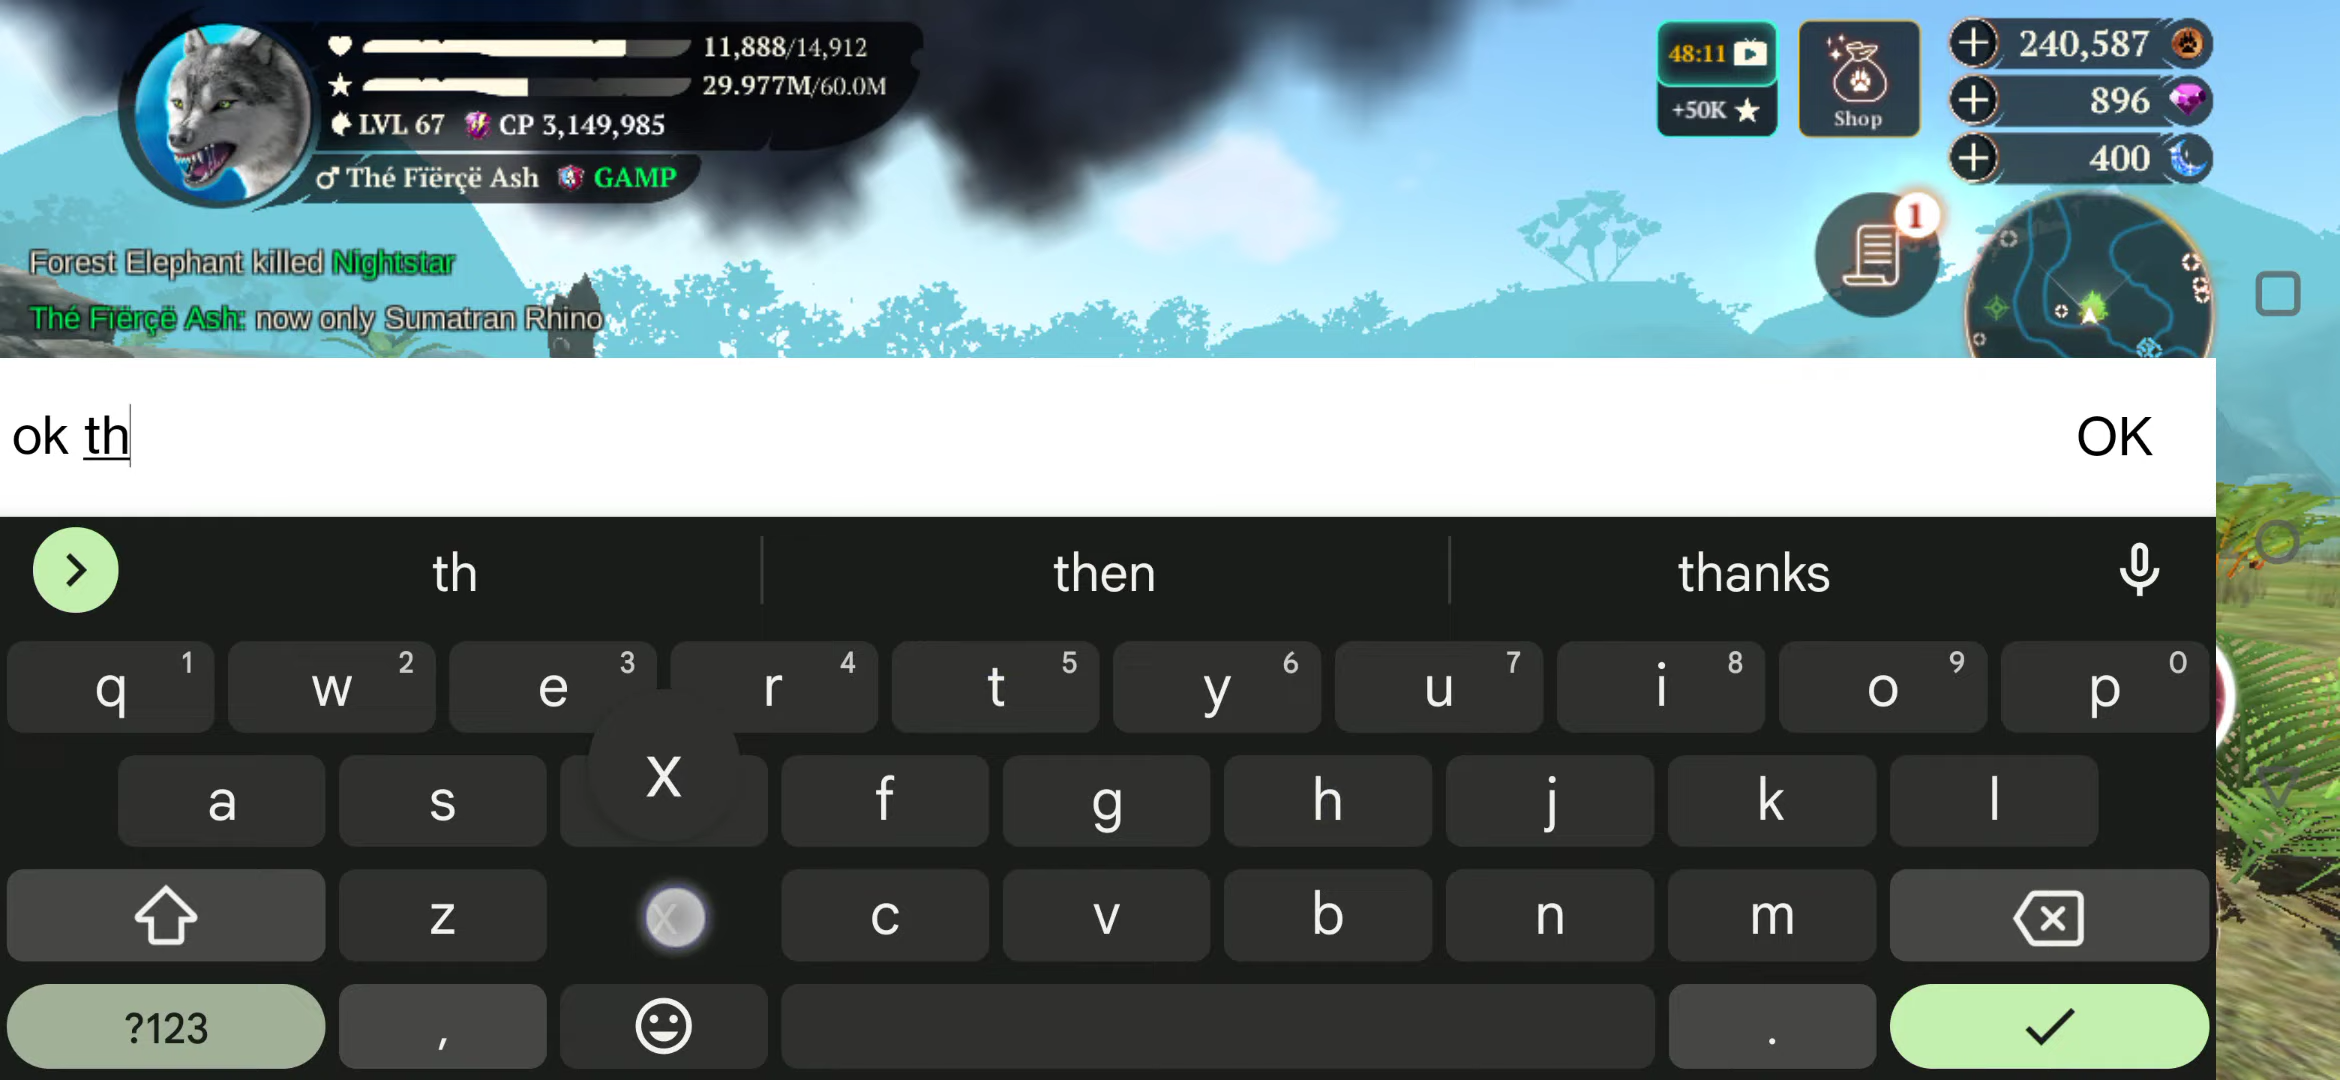 11,888/14,912
29.977M/60.0M
LVL 67 CP 3,149,985
Thé Fïërçë Ash GAMP
48:11
+50K
Shop
240,587
896
400
1
Forest Elephant killed Nightstar
Thé Fïërçë Ash: now only Sumatran Rhino
ok th OK
th then thanks
q 1 w 2 e 3 r 4 t 5 y 6 u 7 i 8 o 9 p 0
a s x f g h j k l
z x c v b n m
?123 , .